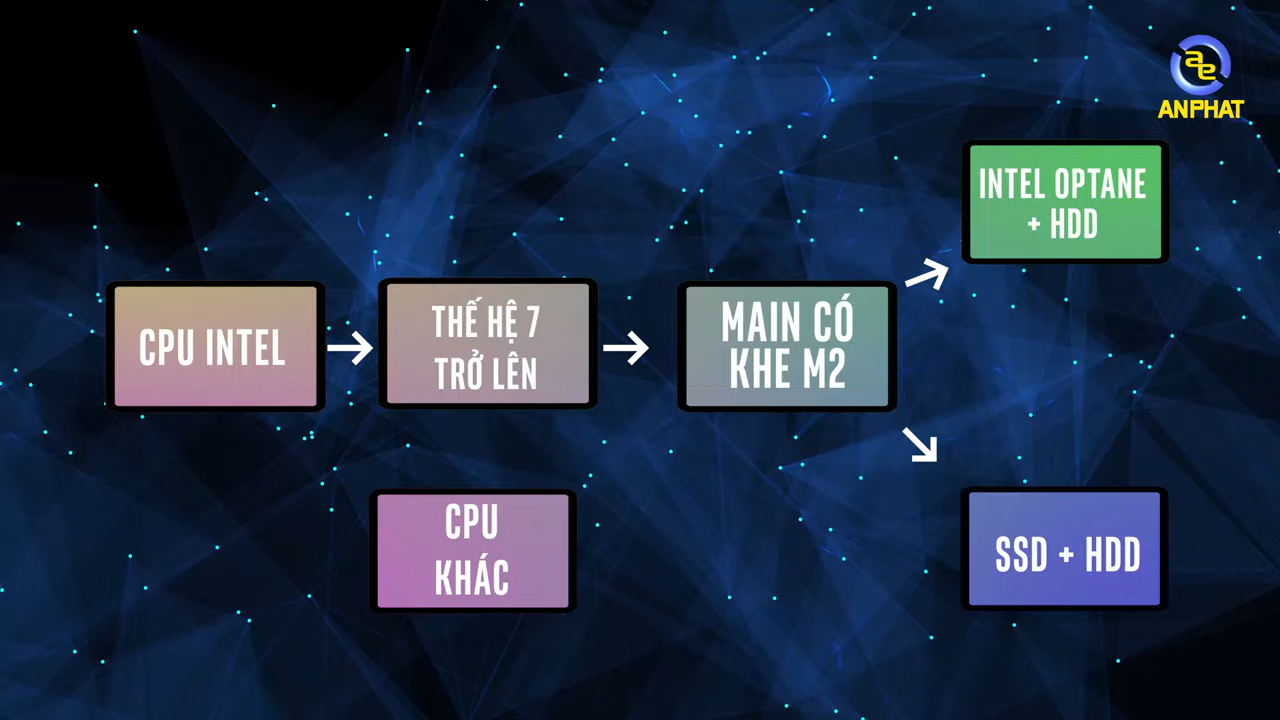 ae
ANPHAT
INTEL OPTANE
+ HDD
CPU INTEL
THẾ HỆ 7
TRỞ LÊN
MAIN CÓ
KHE M2
CPU
KHÁC
SSD + HDD